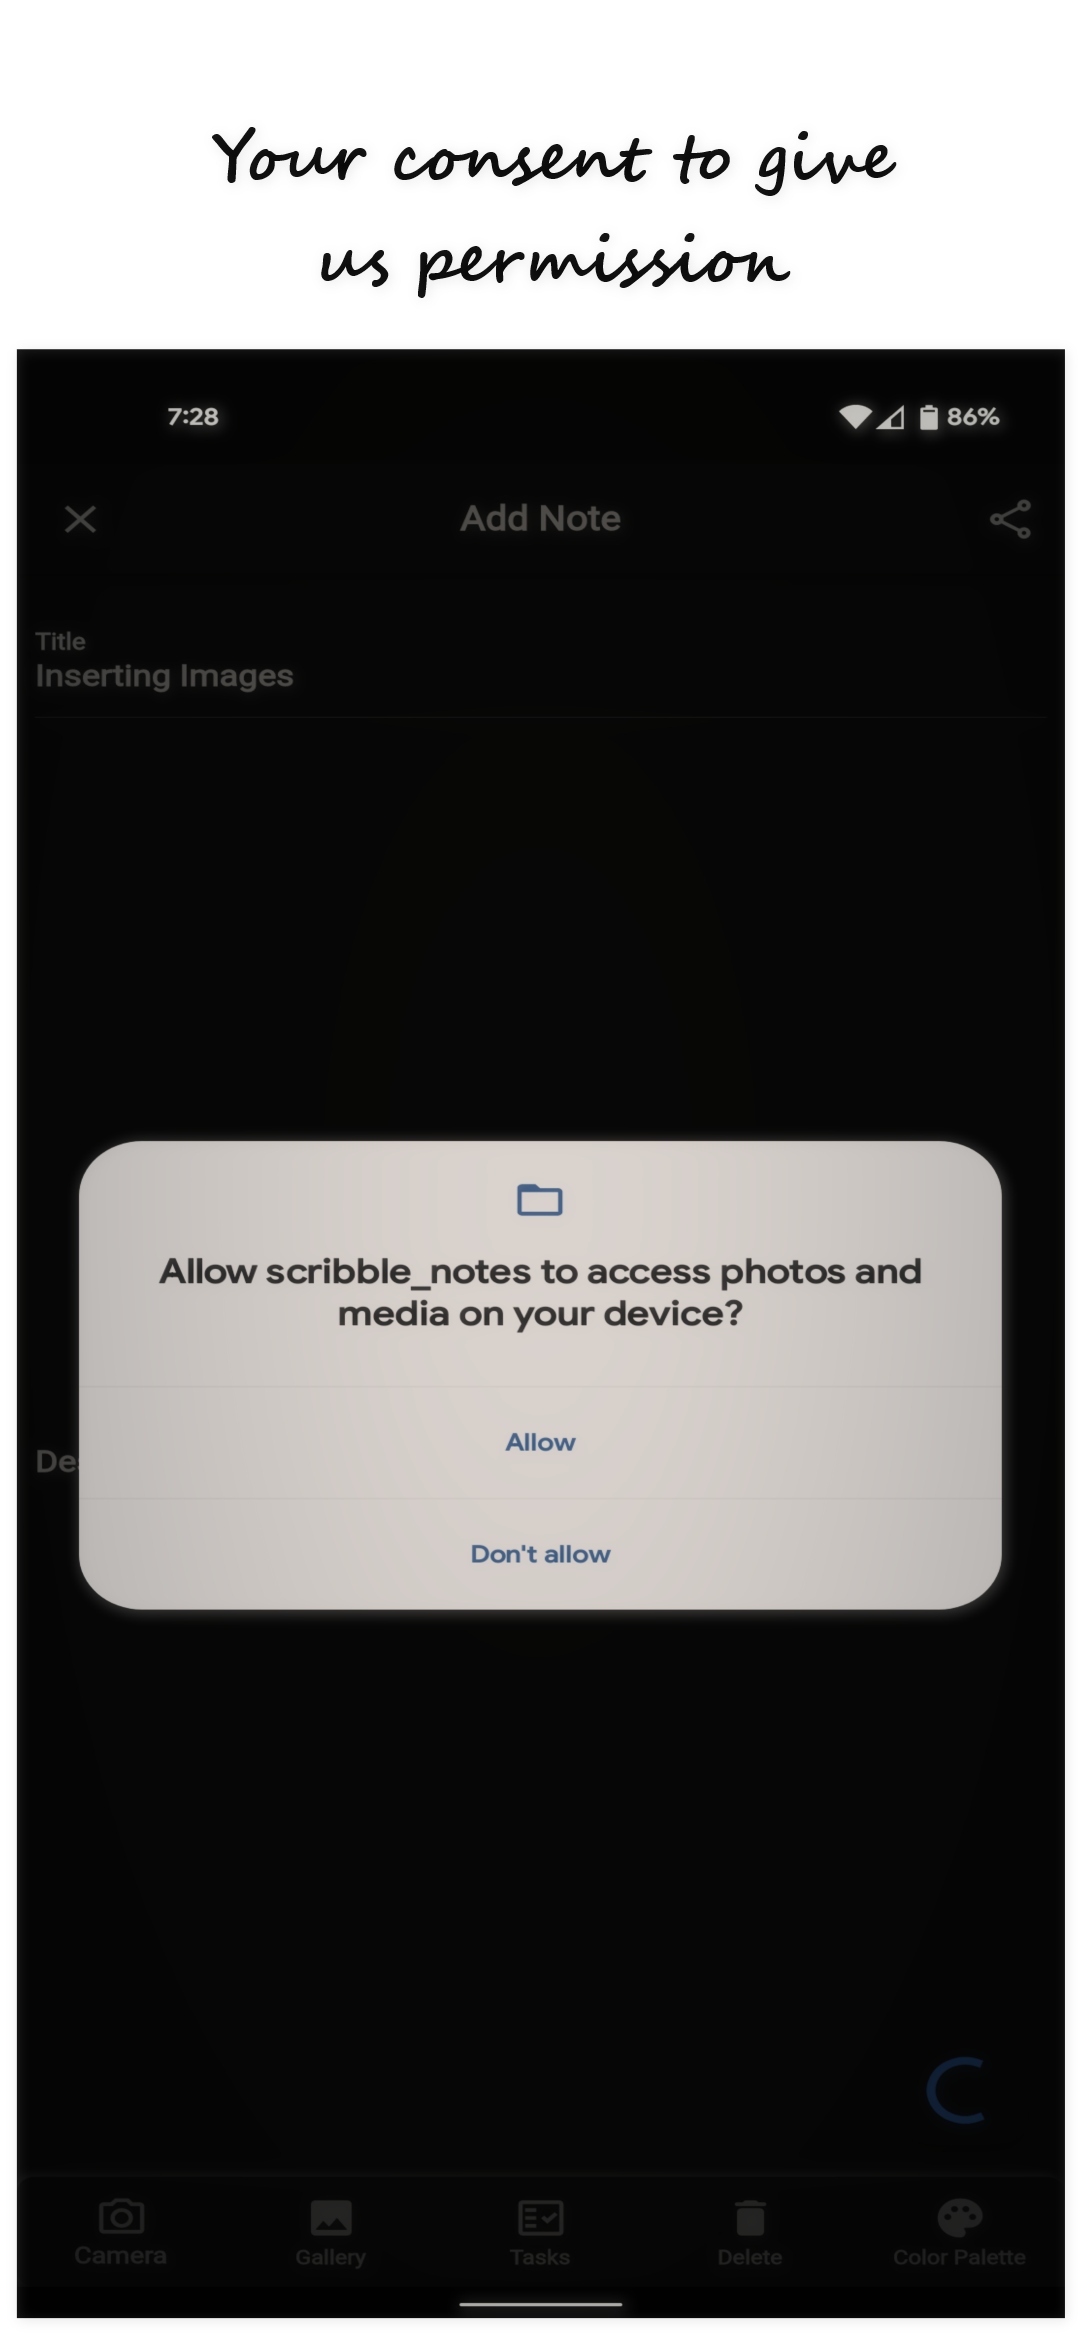 Your consent to give
us permission
7:28
86%
Add Note
Title
Inserting Images
Allow scribble_notes to access photos and
media on your device?
Allow
Don't allow
Camera
Gallery
Tasks
Delete
Color Palette